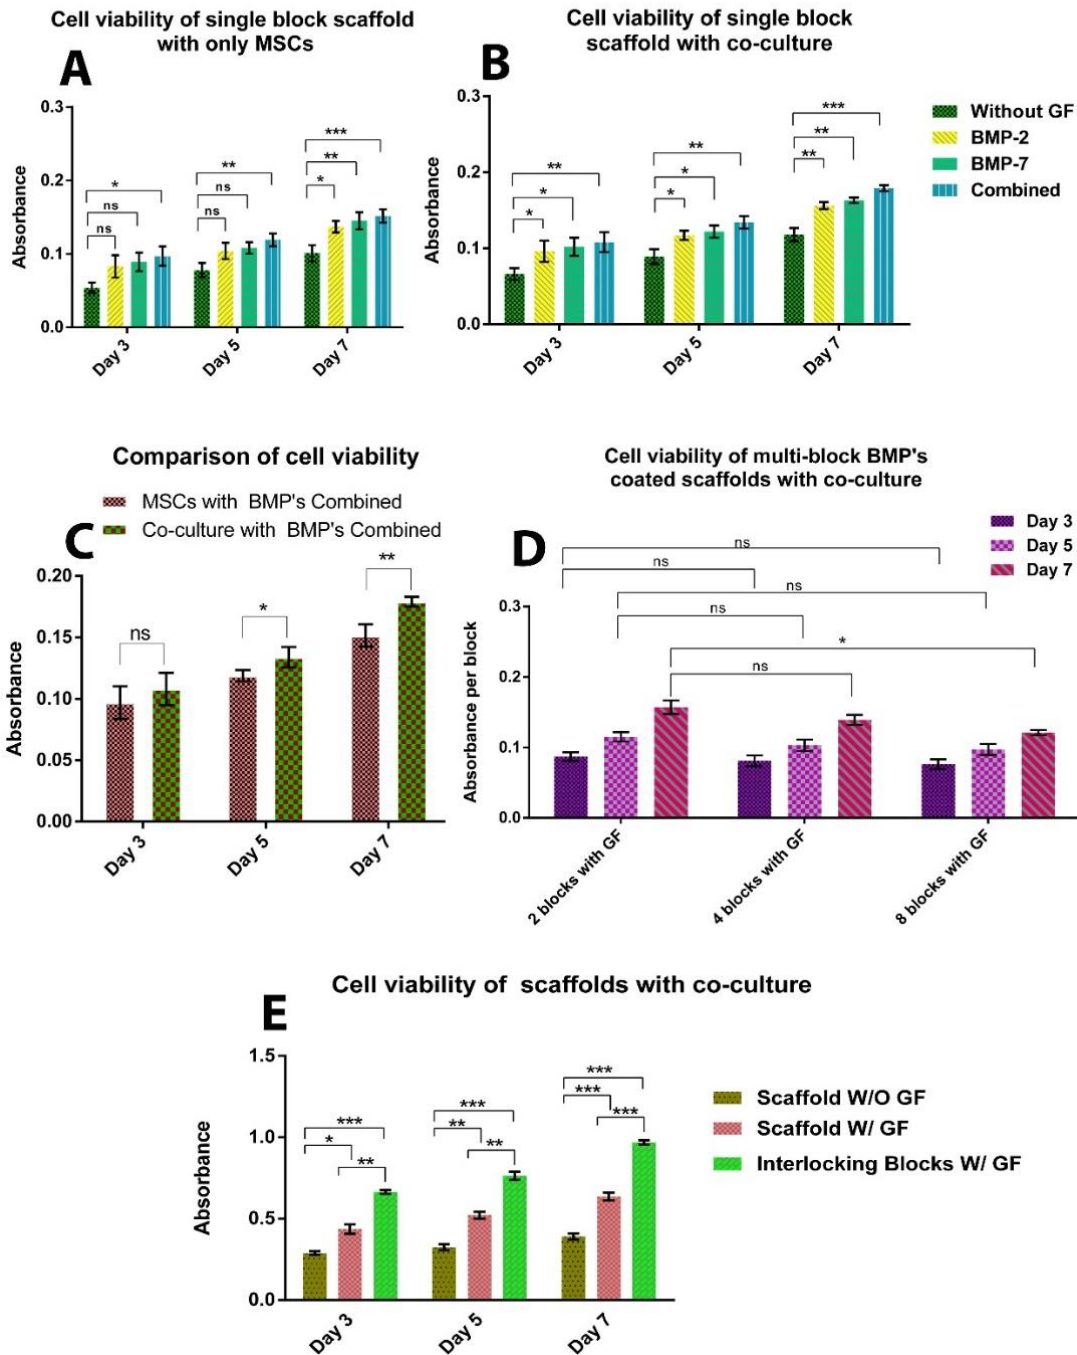 Cell viability of single block scaffold
with only MSCs
A
Absorbance
0.3
0.2
0.1
0.0
*
ns
ns
**
ns
ns
***
**
*
Day 3
Day 5
Day 7
Cell viability of single block
scaffold with co-culture
B
Absorbance
0.3
0.2
0.1
0.0
**
*
*
**
*
*
***
**
**
Day 3
Day 5
Day 7
Without GF
BMP-2
BMP-7
Combined
Comparison of cell viability
MSCs with BMP's Combined
Co-culture with BMP's Combined
C
Absorbance
0.20
0.15
0.10
0.05
0.00
ns
*
**
Day 3
Day 5
Day 7
Cell viability of multi-block BMP's
coated scaffolds with co-culture
D
Day 3
Day 5
Day 7
Absorbance per block
0.3
0.2
0.1
0.0
ns
ns
ns
ns
*
ns
2 blocks with GF
4 blocks with GF
8 blocks with GF
Cell viability of scaffolds with co-culture
E
Absorbance
1.5
1.0
0.5
0.0
***
*
**
***
**
**
***
***
***
Day 3
Day 5
Day 7
Scaffold W/O GF
Scaffold W/ GF
Interlocking Blocks W/ GF